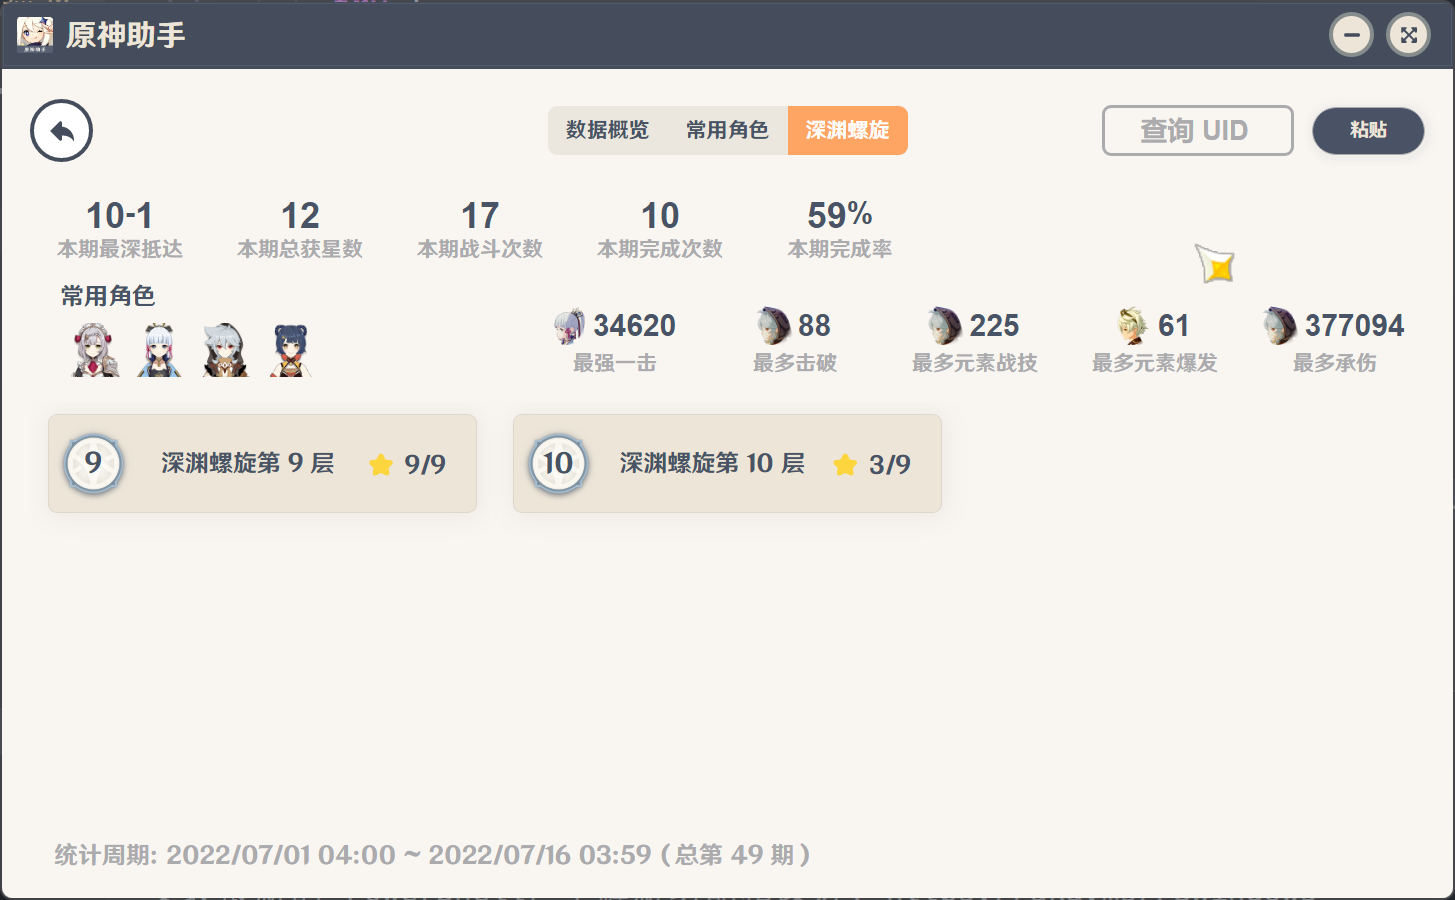 原神助手
数据概览 常用角色 深渊螺旋 查询 UID 粘贴
10-1 12 17 10 59%
本期最深抵达 本期总获星数 本期战斗次数 本期完成次数 本期完成率
常用角色
34620 88 225 61 377094
最强一击 最多击破 最多元素战技 最多元素爆发 最多承伤
9 深渊螺旋第 9 层 9/9 10 深渊螺旋第 10 层 3/9
统计周期: 2022/07/01 04:00 ~ 2022/07/16 03:59 ( 总第 49 期 )